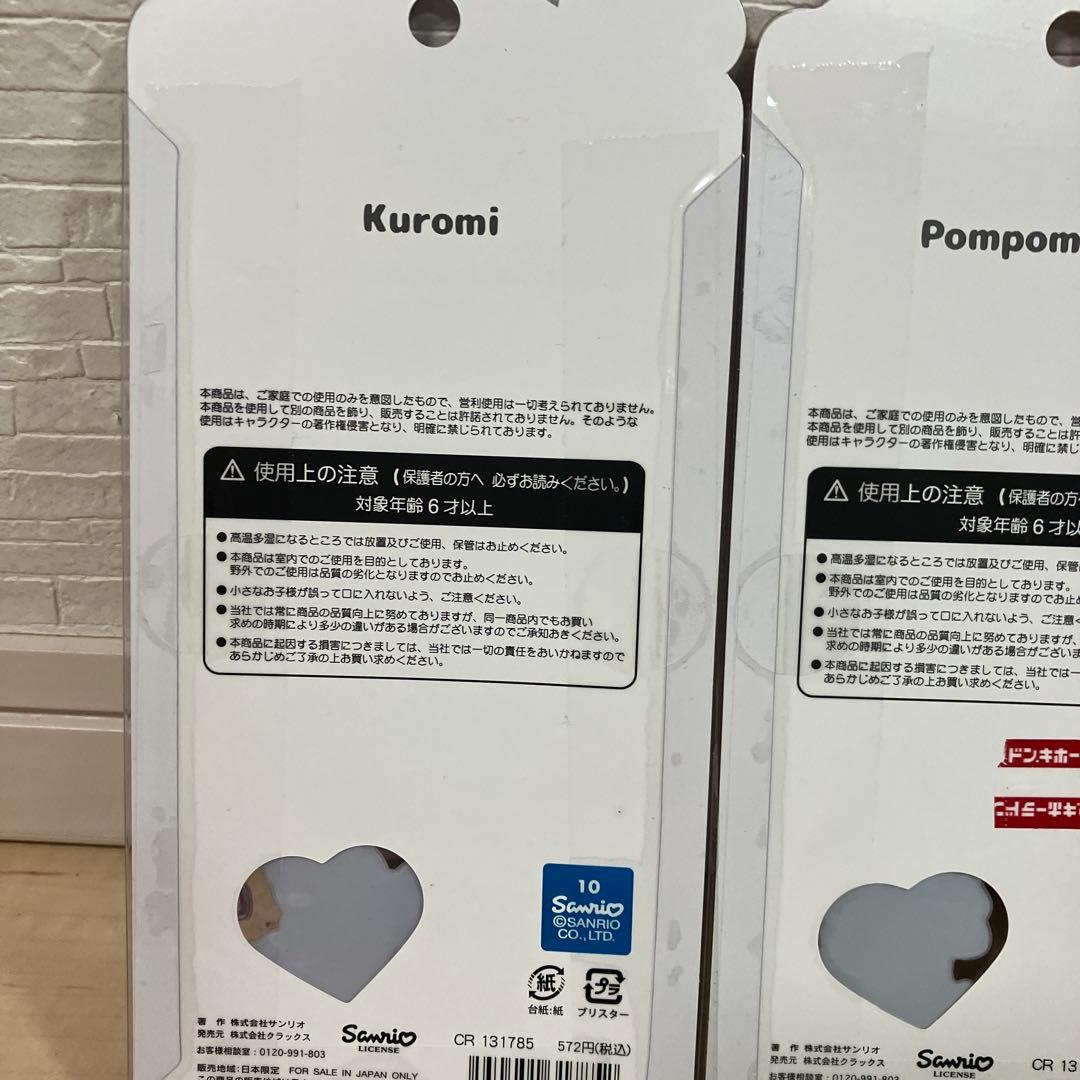 Kuromi
本商品は、ご家庭での使用のみを意図したもので、営利使用は一切考えられておりません。
本商品を使用して別の商品を飾り、販売することは許諾されておりません。そのような
使用はキャラクターの著作権侵害となり、明確に禁じられております。
使用上の注意 (保護者の方へ 必ずお読みください。)
対象年齢6才以上
●高温多湿になるところでは放置及びご使用、保管はお止めください。
●本商品は室内でのご使用を目的としております。
野外でのご使用は品質の劣化となりますのでお止めください。
●小さなお子様が誤って口に入れないよう、ご注意ください。
●当社では常に商品の品質向上に努めておりますが、同一商品内でもお買い
求めの時期により多少の違いがある場合がございますのでご承知おきください。
●本商品に起因する損害につきましては、当社では一切の責任をおいかねますので
あらかじめご了承の上お買い求めください。
10
Sanrio
©SANRIO
CO., LTD.
紙
プラ
台紙:紙 ブリスター
著 作 株式会社サンリオ
発売元 株式会社クラックス
Sanrio
LICENSE
CR 131785 572円(税込)
お客様相談室:0120-991-803
販売地域:日本限定 FOR SALE IN JAPAN ONLY
Pompom
本商品は、ご家庭での使用のみを意図したもので、営
本商品を使用して別の商品を飾り、販売することは許
使用はキャラクターの著作権侵害となり、明確に禁じ
使用上の注意 (保護者の方
対象年齢6才以
●高温多湿になるところでは放置及びご使用、保管
●本商品は室内でのご使用を目的としております。
野外でのご使用は品質の劣化となりますのでお止め
●小さなお子様が誤って口に入れないよう、ご注意
●当社では常に商品の品質向上に努めておりますが、
求めの時期により多少の違いがある場合がございま
●本商品に起因する損害につきましては、当社では一
あらかじめご了承の上お買い求めください。
ドン.キホー
著 作 株式会社サンリオ
発売元 株式会社クラックス
Sanrio
LICENSE
CR 13
お客様相談室:0120-991-803